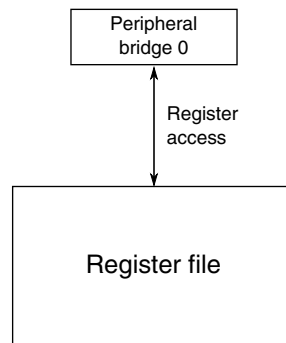 Peripheral
bridge 0
Register
access
Register file